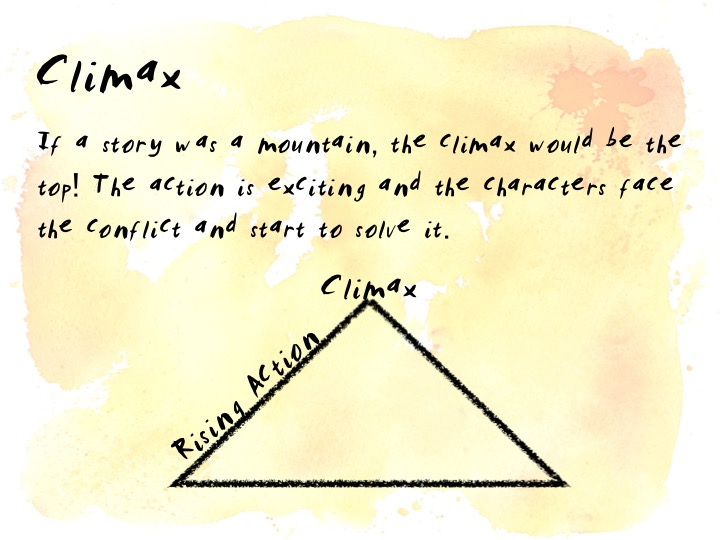 Climax
If a story was a mountain, the climax would be the
top! The action is exciting and the characters face
the conflict and start to solve it.
Climax
Rising Action